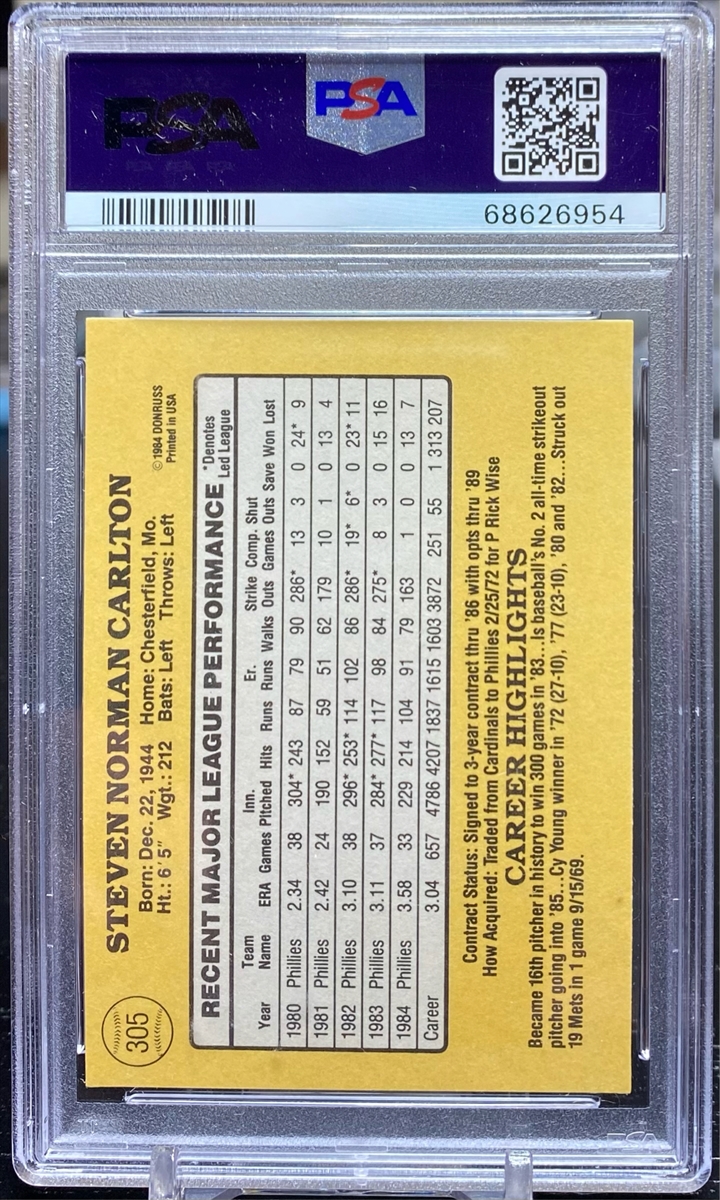 PSA
PSA
68626954
305
STEVEN NORMAN CARLTON
Born: Dec. 22, 1944 Home: Chesterfield, Mo.
Ht.: 6'5" Wgt.: 212 Bats: Left Throws: Left
© 1984 DONRUSS
Printed in USA
RECENT MAJOR LEAGUE PERFORMANCE
*Denotes
Led League
Team Inn. Er. Strike Comp. Shut
Year Name ERA Games Pitched Hits Runs Runs Walks Outs Games Outs Save Won Lost
1980 Phillies 2.34 38 304* 243 87 79 90 286* 13 3 0 24* 9
1981 Phillies 2.42 24 190 152 59 51 62 179 10 1 0 13 4
1982 Phillies 3.10 38 296* 253* 114 102 86 286* 19* 6* 0 23* 11
1983 Phillies 3.11 37 284* 277* 117 98 84 275* 8 3 0 15 16
1984 Phillies 3.58 33 229 214 104 91 79 163 1 0 0 13 7
Career 3.04 657 4786 4207 1837 1615 1603 3872 251 55 1 313 207
Contract Status: Signed to 3-year contract thru '86 with opts thru '89
How Acquired: Traded from Cardinals to Phillies 2/25/72 for P Rick Wise
CAREER HIGHLIGHTS
Became 16th pitcher in history to win 300 games in '83...Is baseball's No. 2 all-time strikeout
pitcher going into '85...Cy Young winner in '72 (27-10), '77 (23-10), '80 and '82...Struck out
19 Mets in 1 game 9/15/69.